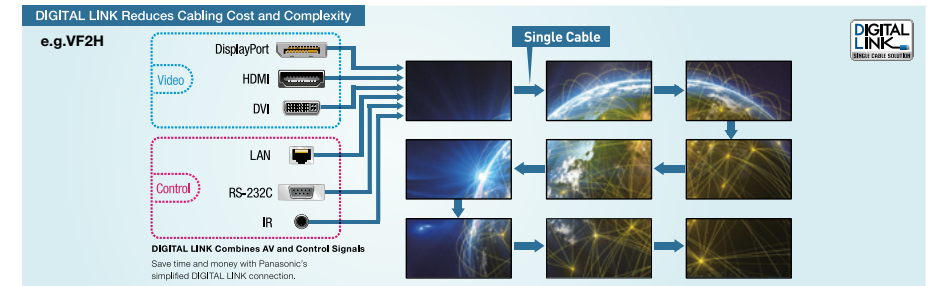 DIGITAL LINK Reduces Cabling Cost and Complexity
e.g.VF2H
Video
DisplayPort
HDMI
DVI
Control
LAN
RS-232C
IR
DIGITAL LINK Combines AV and Control Signals
Save time and money with Panasonic's
simplified DIGITAL LINK connection.
Single Cable
DIGITAL
LINK
SINGLE CABLE SOLUTION